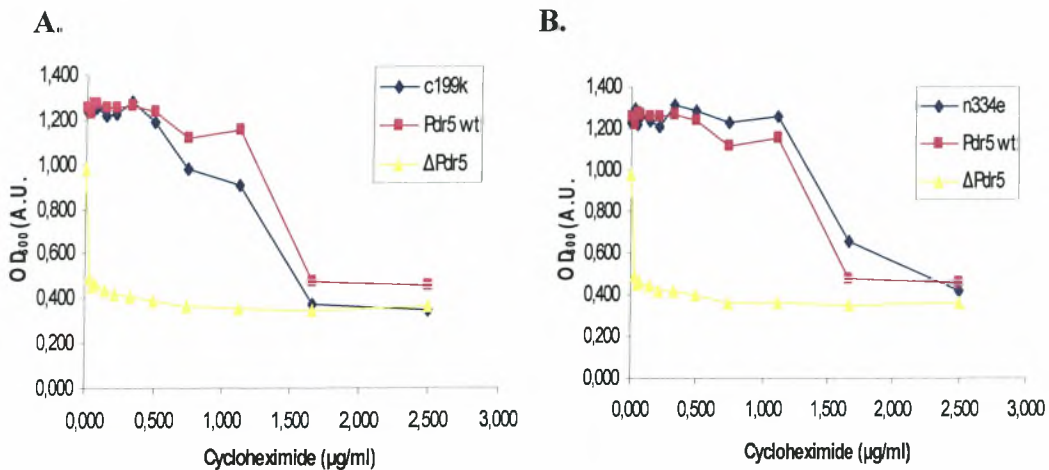 A.
B.
1,400
1,200
1,000
0,800
0,600
0,400
0,200
0,000
OD600 (A.U.)
0,000 0,500 1,000 1,500 2,000 2,500 3,000
Cycloheximide (µg/ml)
c199k
Pdr5 wt
ΔPdr5
1,400
1,200
1,000
0,800
0,600
0,400
0,200
0,000
OD600 (A.U.)
0,000 0,500 1,000 1,500 2,000 2,500 3,000
Cycloheximide (µg/ml)
n334e
Pdr5 wt
ΔPdr5